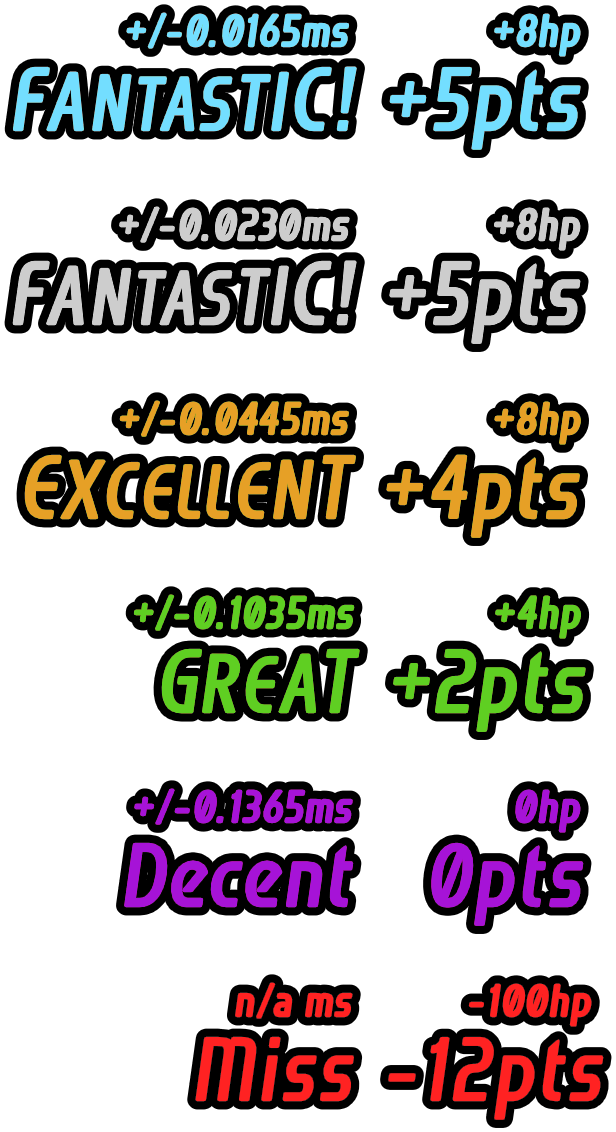 +/-0.0165ms +8hp
FANTASTIC! +5pts
+/-0.0230ms +8hp
FANTASTIC! +5pts
+/-0.0445ms +8hp
EXCELLENT +4pts
+/-0.1035ms +4hp
GREAT +2pts
+/-0.1365ms 0hp
Decent 0pts
n/a ms -100hp
Miss -12pts